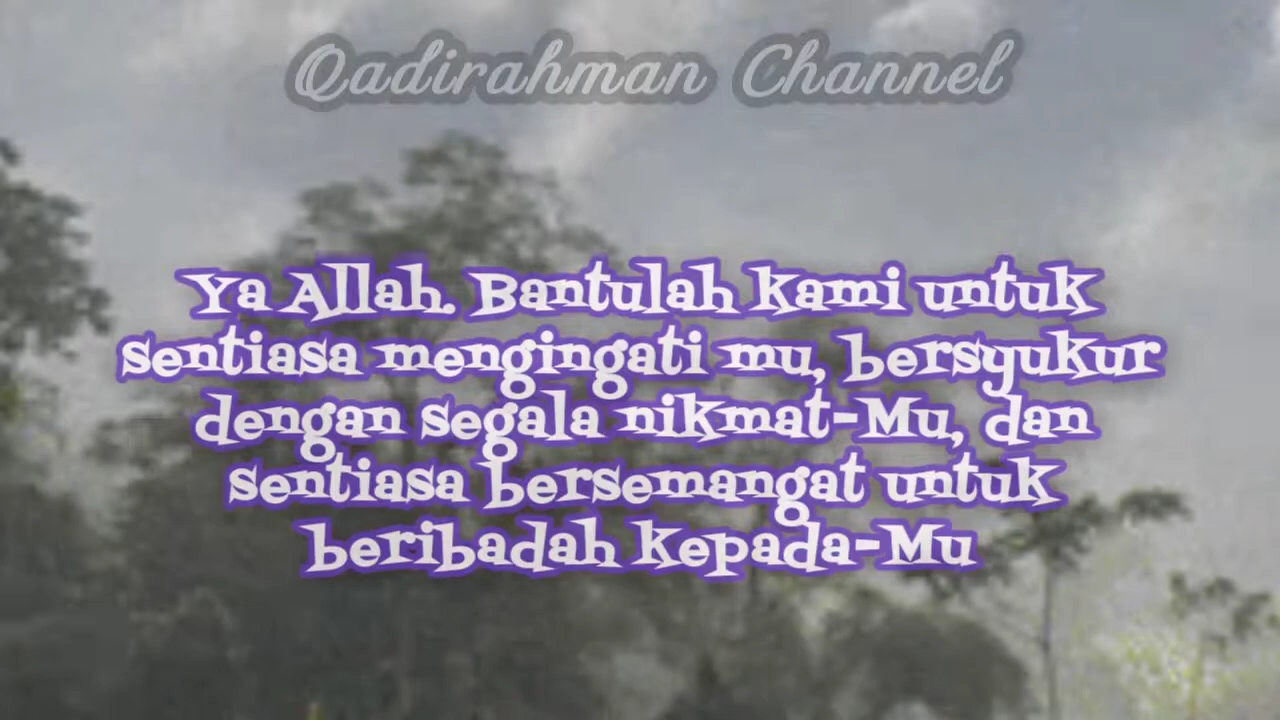 Qadirahman Channel
Ya Allah. Bantulah kami untuk
sentiasa mengingati mu, bersyukur
dengan segala nikmat-Mu, dan
sentiasa bersemangat untuk
beribadah kepada-Mu